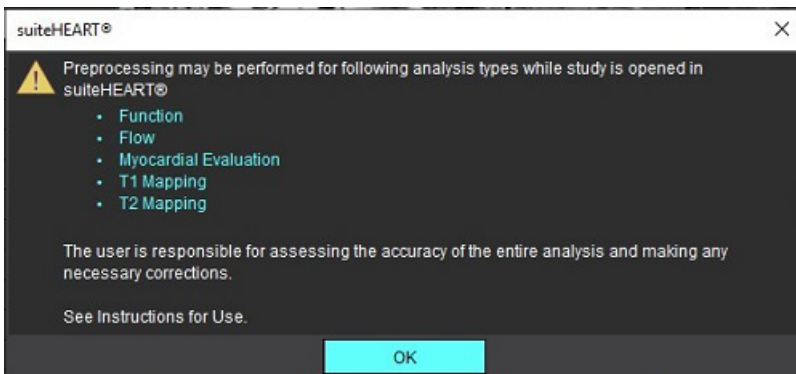 suiteHEART®
Preprocessing may be performed for following analysis types while study is opened in
suiteHEART®
• Function
• Flow
• Myocardial Evaluation
• T1 Mapping
• T2 Mapping
The user is responsible for assessing the accuracy of the entire analysis and making any
necessary corrections.
See Instructions for Use.
OK